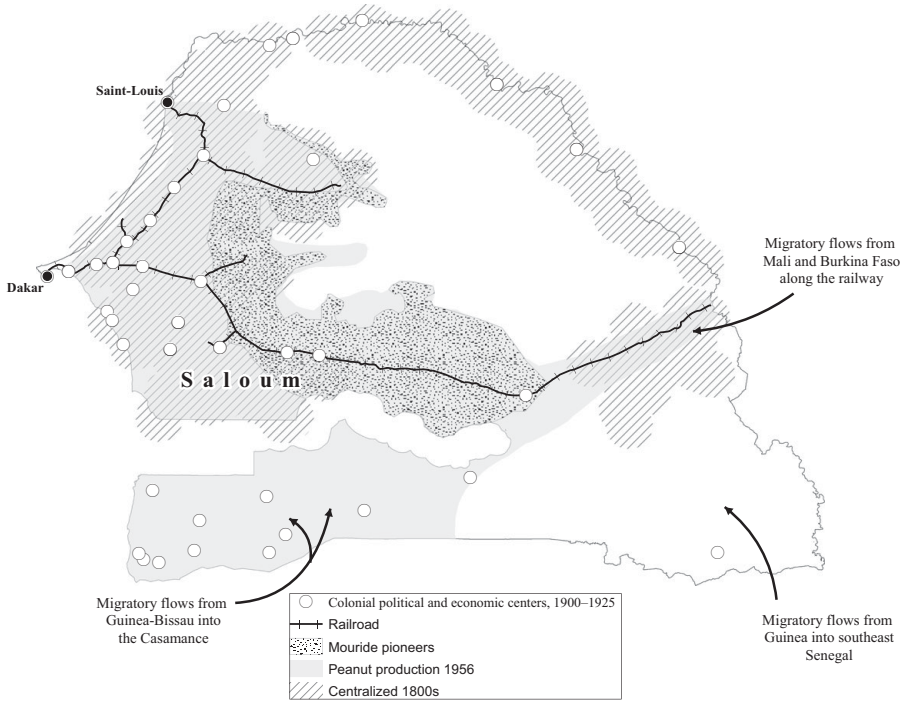 Saint-Louis
Dakar
Saloum
Migratory flows from
Mali and Burkina Faso
along the railway
Migratory flows from
Guinea-Bissau into
the Casamance
Migratory flows from
Guinea into southeast
Senegal
Colonial political and economic centers, 1900–1925
Railroad
Mouride pioneers
Peanut production 1956
Centralized 1800s